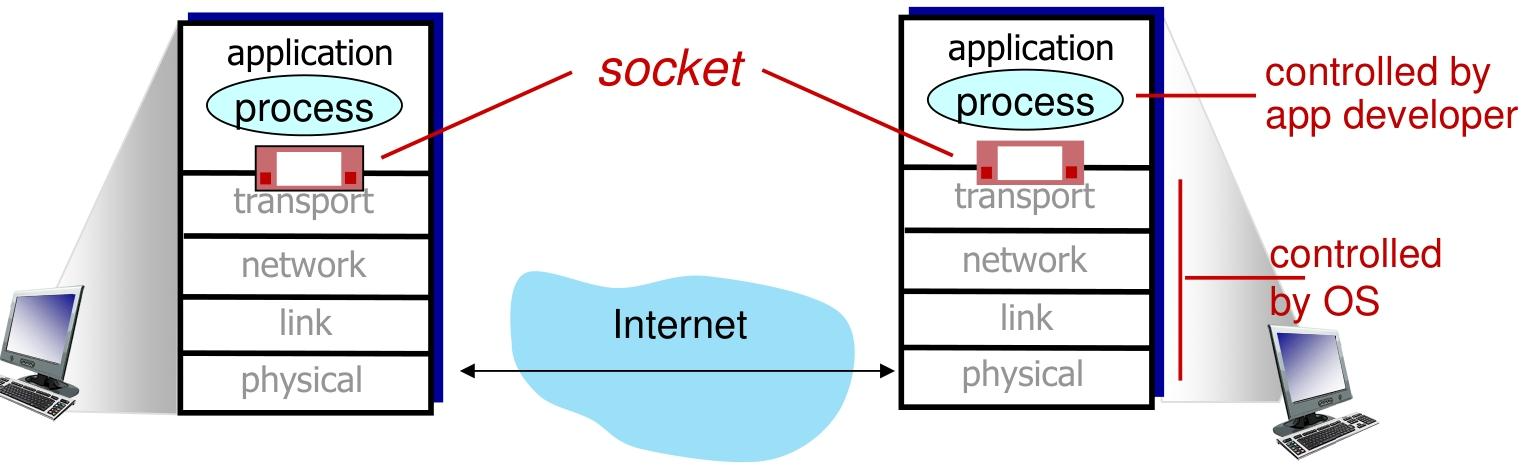 application
process
transport
network
link
physical
socket
Internet
application
process
transport
network
link
physical
controlled by
app developer
controlled
by OS